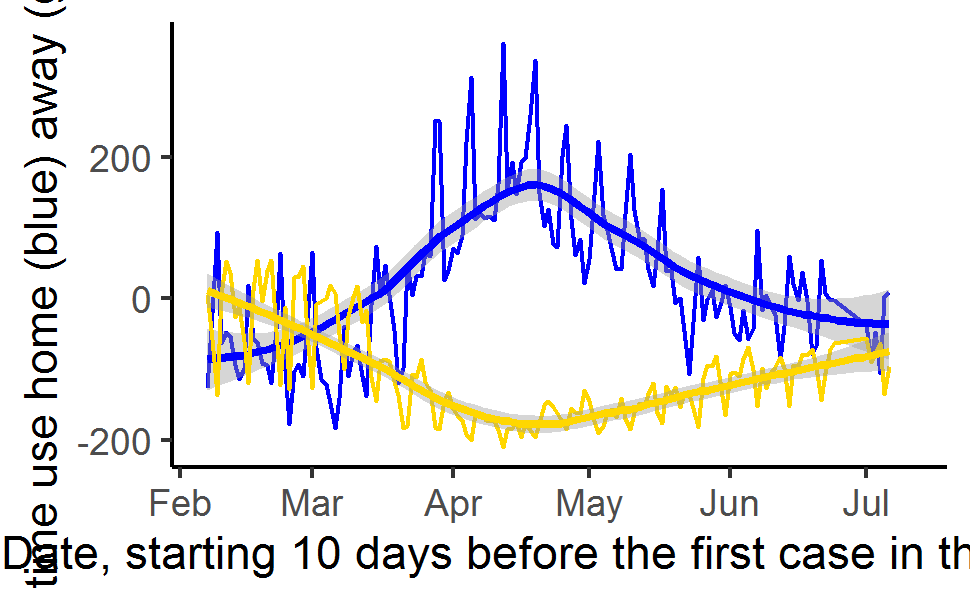 time use home (blue) away (
200
0
-200
Feb Mar Apr May Jun Jul
Date, starting 10 days before the first case in th